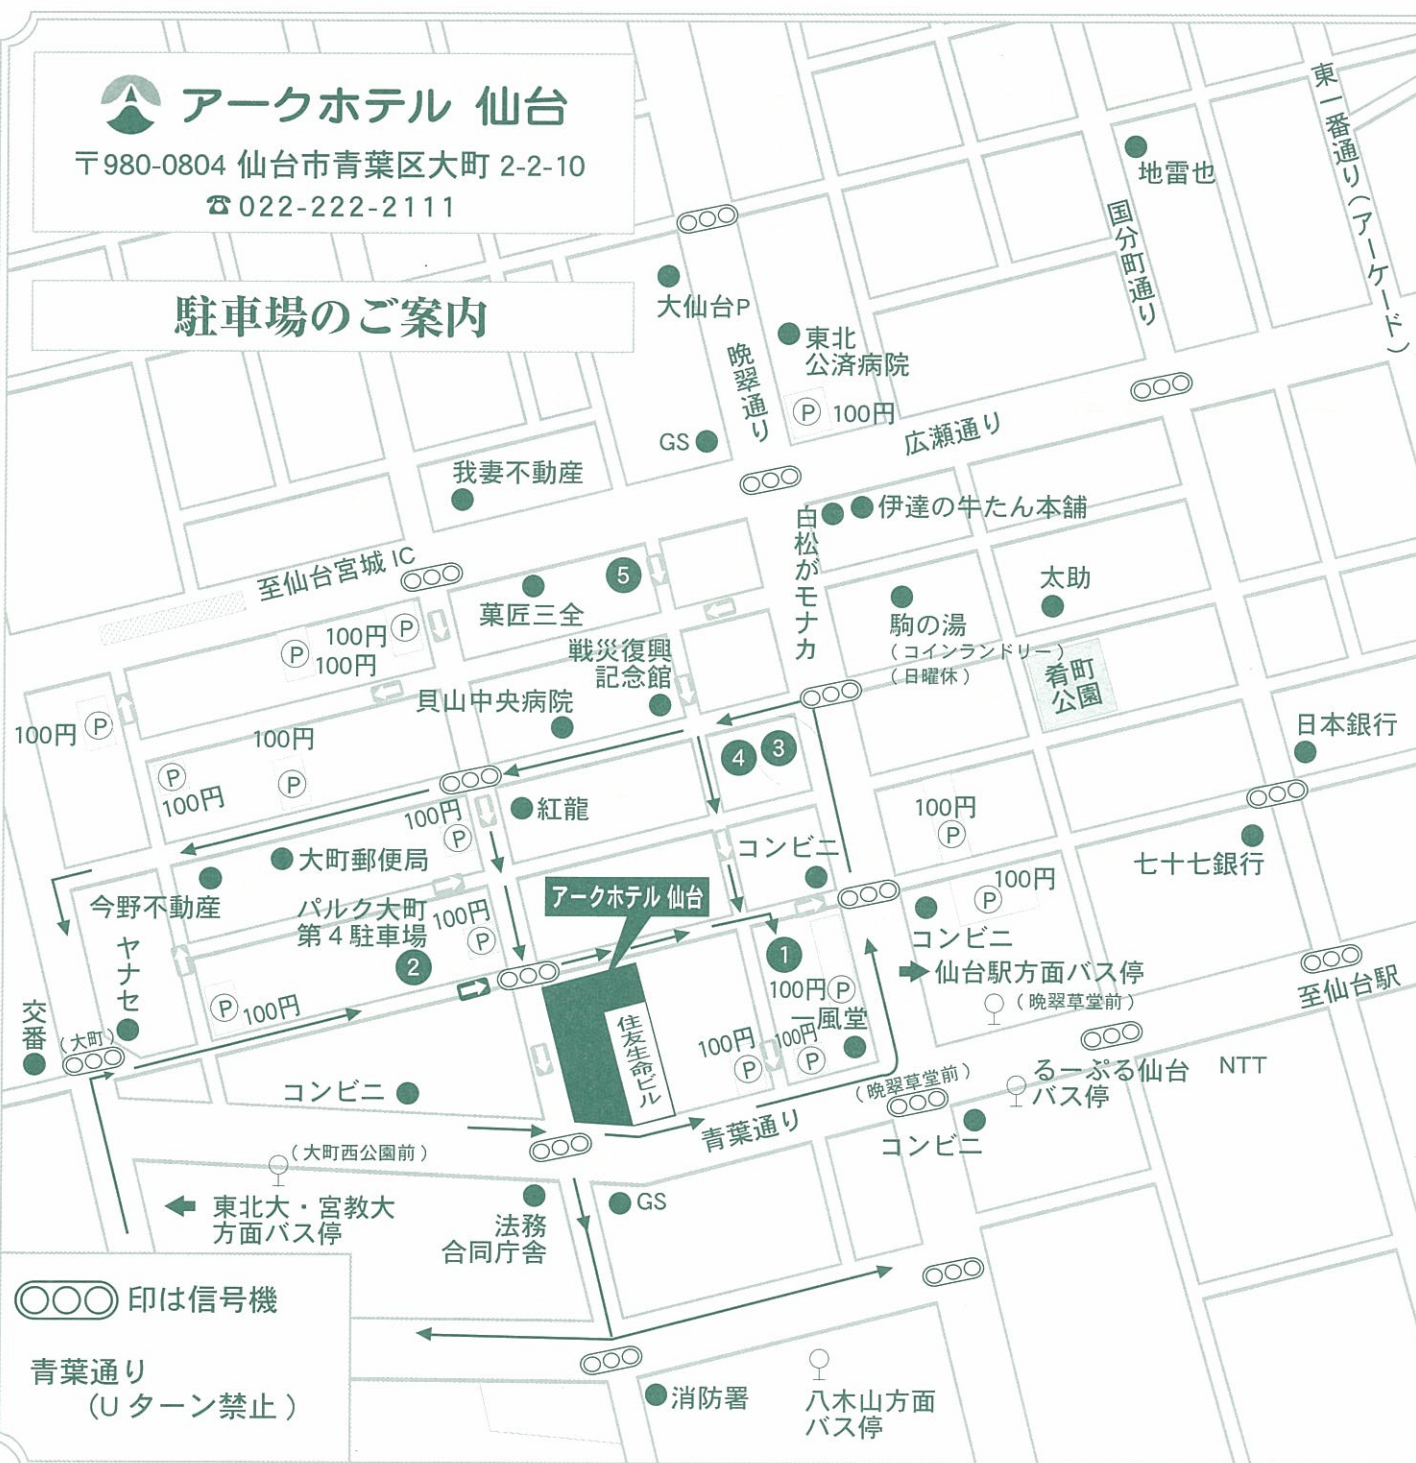 アークホテル 仙台
〒980-0804 仙台市青葉区大町 2-2-10
☎022-222-2111
駐車場のご案内
東一番通り(アーケード)
地雷也
国分町通り
大仙台P
東北
公済病院
晩翠通り
P 100円
GS
広瀬通り
我妻不動産
伊達の牛たん本舗
白松がモナカ
至仙台宮城 IC
5
菓匠三全
太助
駒の湯
(コインランドリー)
(日曜休)
100円 P
P 100円
戦災復興
記念館
肴町
公園
貝山中央病院
100円 P
100円
P
P
100円
日本銀行
4
3
紅龍
100円
P
100円
P
大町郵便局
コンビニ
七十七銀行
今野不動産
アークホテル 仙台
100円
P
コンビニ
パルク大町
第4駐車場
2
100円
P
ヤナセ
1
仙台駅方面バス停
(晩翠草堂前)
至仙台駅
100円 P
P 100円
一風堂
交番
(大町)
住友生命ビル
100円
P
100円
P
コンビニ
(晩翠草堂前)
るーぷる仙台
バス停
NTT
青葉通り
コンビニ
(大町西公園前)
東北大・宮教大
方面バス停
法務
合同庁舎
GS
印は信号機
青葉通り
(Uターン禁止)
消防署
八木山方面
バス停